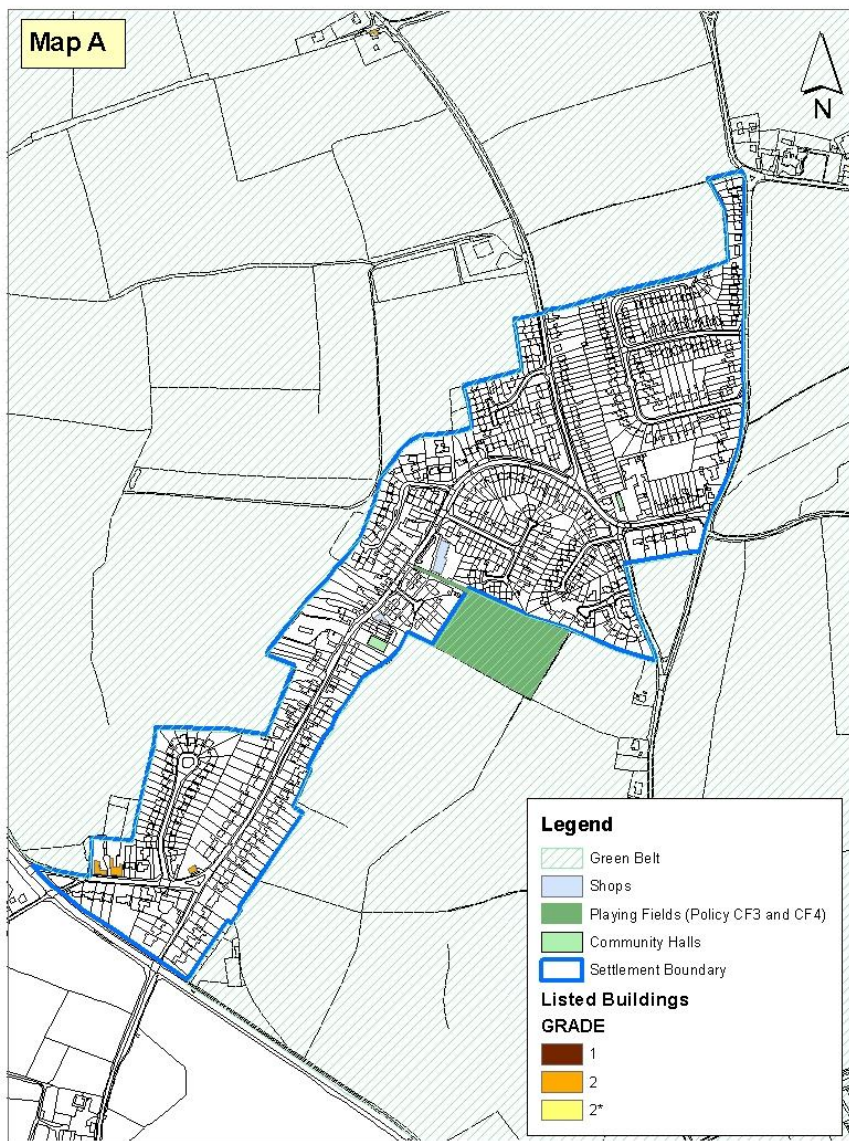 Map A
N
Legend
Green Belt
Shops
Playing Fields (Policy CF3 and CF4)
Community Halls
Settlement Boundary
Listed Buildings
GRADE
1
2
2*